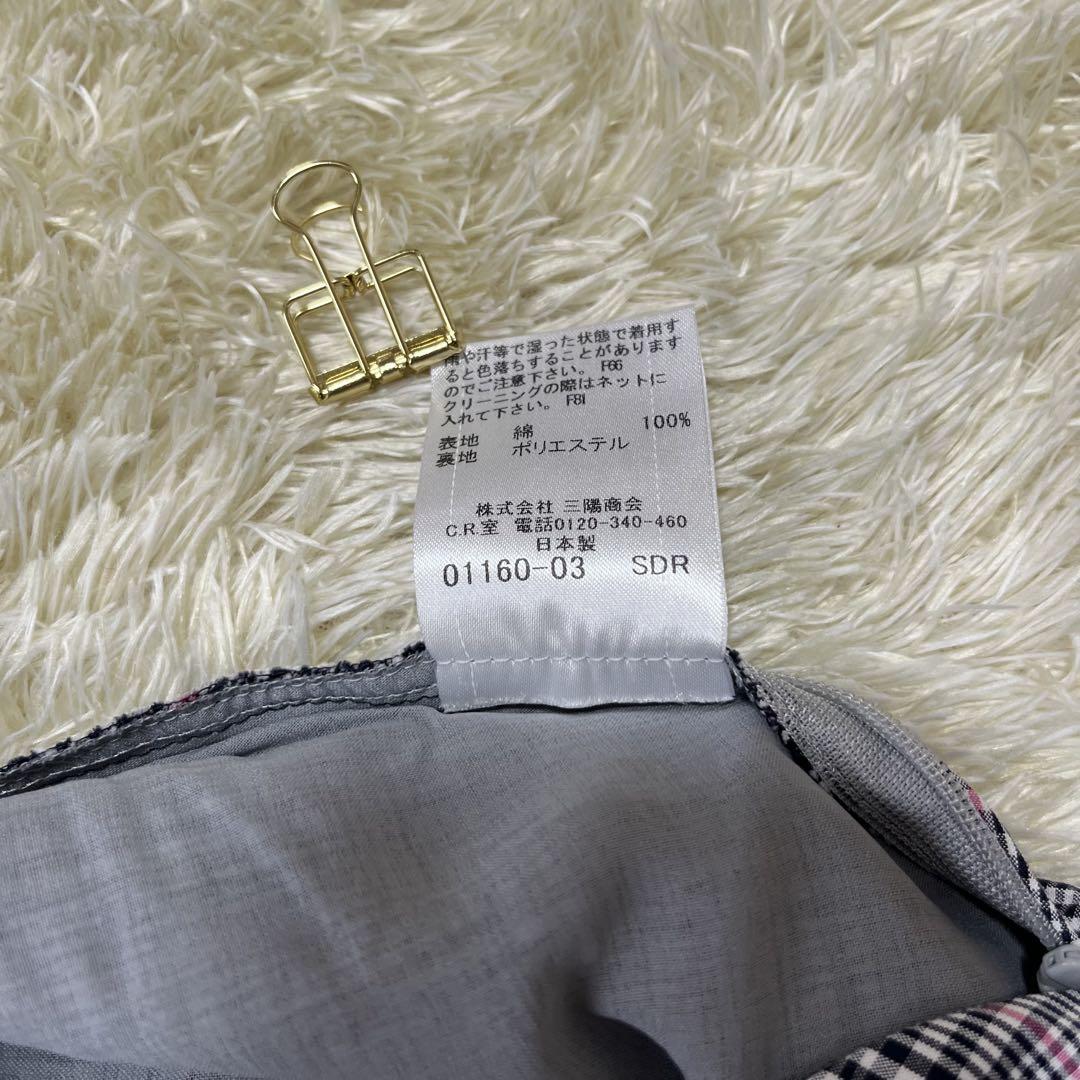 雨や汗等で湿った状態で着用す
ると色落ちすることがあります
のでご注意下さい。 F66
クリーニングの際はネットに
入れて下さい。 F81
表地 綿 100%
裏地 ポリエステル
株式会社 三陽商会
C.R.室 電話0120-340-460
日本製
01160-03 SDR